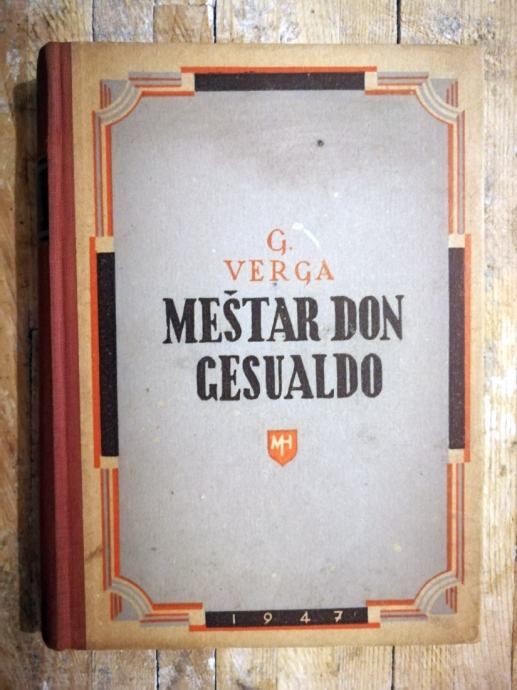 G.
VERGA
MEŠTAR DON
GESUALDO
MH
1947